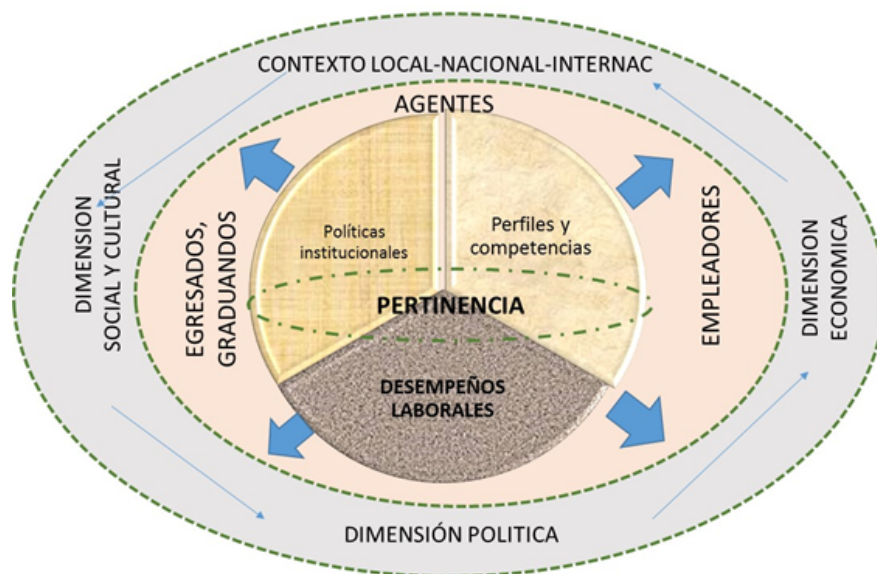 CONTEXTO LOCAL-NACIONAL-INTERNAC
AGENTES
DIMENSION
SOCIAL Y CULTURAL
EGRESADOS,
GRADUANDOS
Políticas
institucionales
Perfiles y
competencias
PERTINENCIA
DESEMPEÑOS
LABORALES
EMPLEADORES
DIMENSION
ECONOMICA
DIMENSIÓN POLITICA